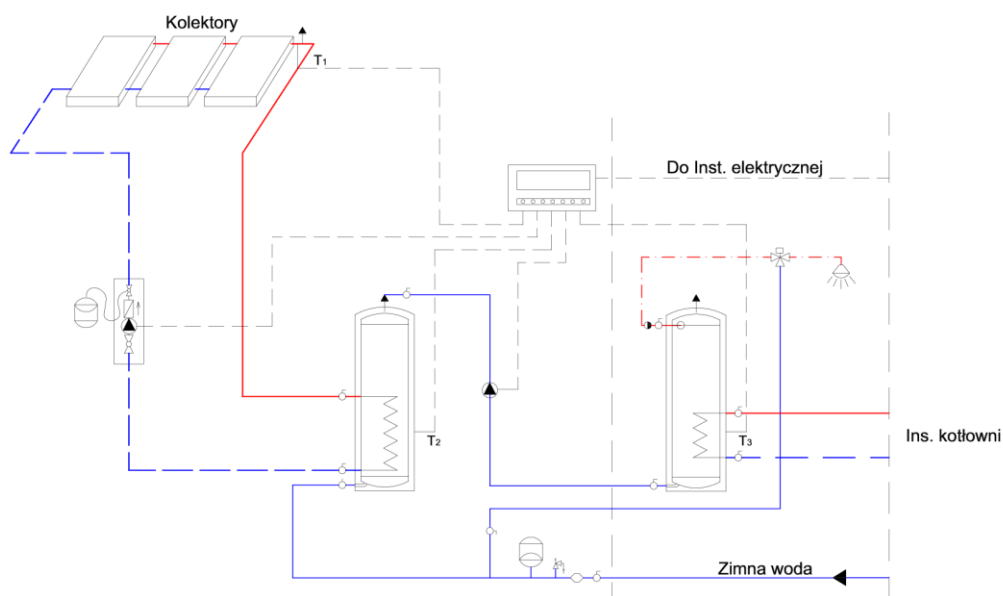 Kolektory
T1
Do Inst. elektrycznej
T2
T3
Ins. kotłowni
Zimna woda